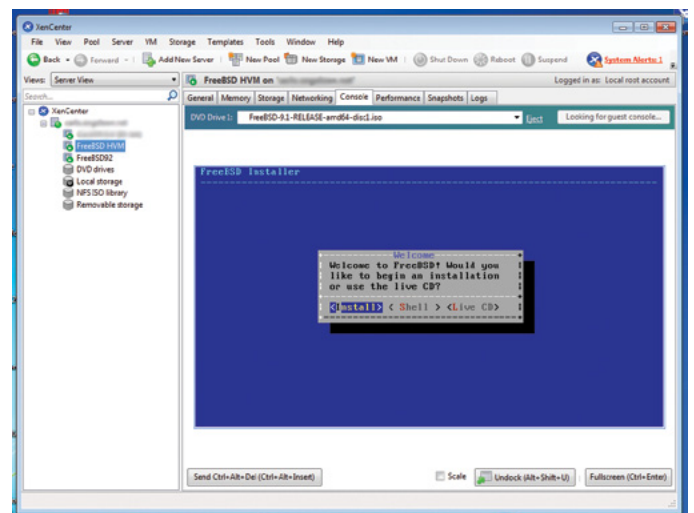 XenCenter
File View Pool Server VM Storage Templates Tools Window Help
Back Forward Add New Server New Pool New Storage New VM Shut Down Reboot Suspend System Alerts: 1
Views: Server View FreeBSD HVM on Logged in as: Local root account
Search... General Memory Storage Networking Console Performance Snapshots Logs
XenCenter
DVD Drive 1: FreeBSD-9.1-RELEASE-amd64-disc1.iso Eject Looking for guest console...
FreeBSD HVM
FreeBSD92
DVD drives
Local storage
NFS ISO library
Removable storage
FreeBSD Installer
Welcome
Welcome to FreeBSD! Would you
like to begin an installation
or use the live CD?
<Install> < Shell > <Live CD>
Send Ctrl+Alt+Del (Ctrl+Alt+Insert) Scale Undock (Alt+Shift+U) Fullscreen (Ctrl+Enter)